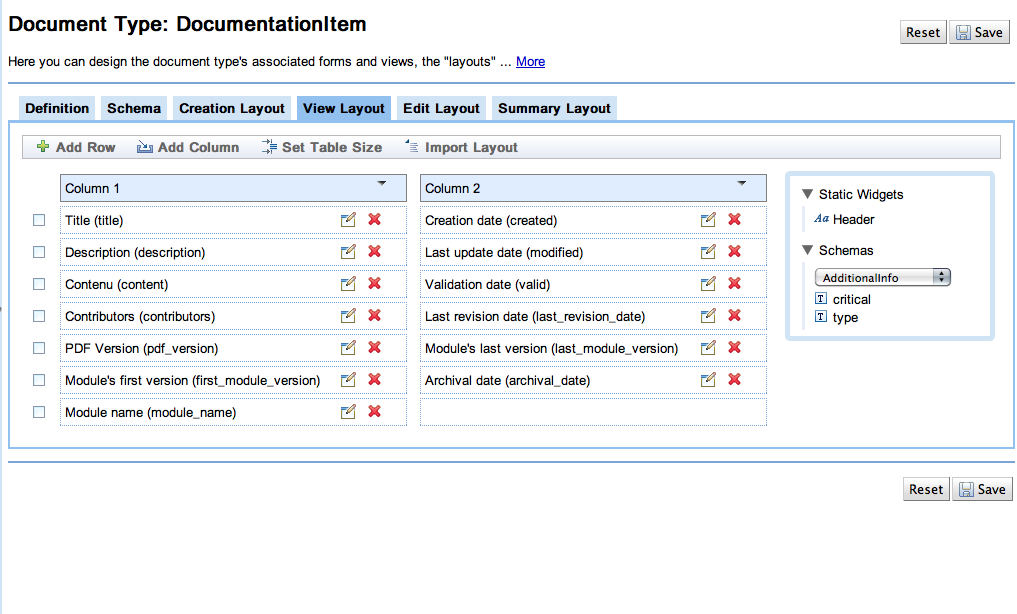 Document Type: DocumentationItem
Reset Save
Here you can design the document type's associated forms and views, the "layouts" ... More
Definition Schema Creation Layout View Layout Edit Layout Summary Layout
Add Row Add Column Set Table Size Import Layout
Column 1 Column 2
Title (title) Creation date (created)
Description (description) Last update date (modified)
Contenu (content) Validation date (valid)
Contributors (contributors) Last revision date (last_revision_date)
PDF Version (pdf_version) Module's last version (last_module_version)
Module's first version (first_module_version) Archival date (archival_date)
Module name (module_name)
Static Widgets
Aa Header
Schemas
AdditionalInfo
T critical
T type
Reset Save